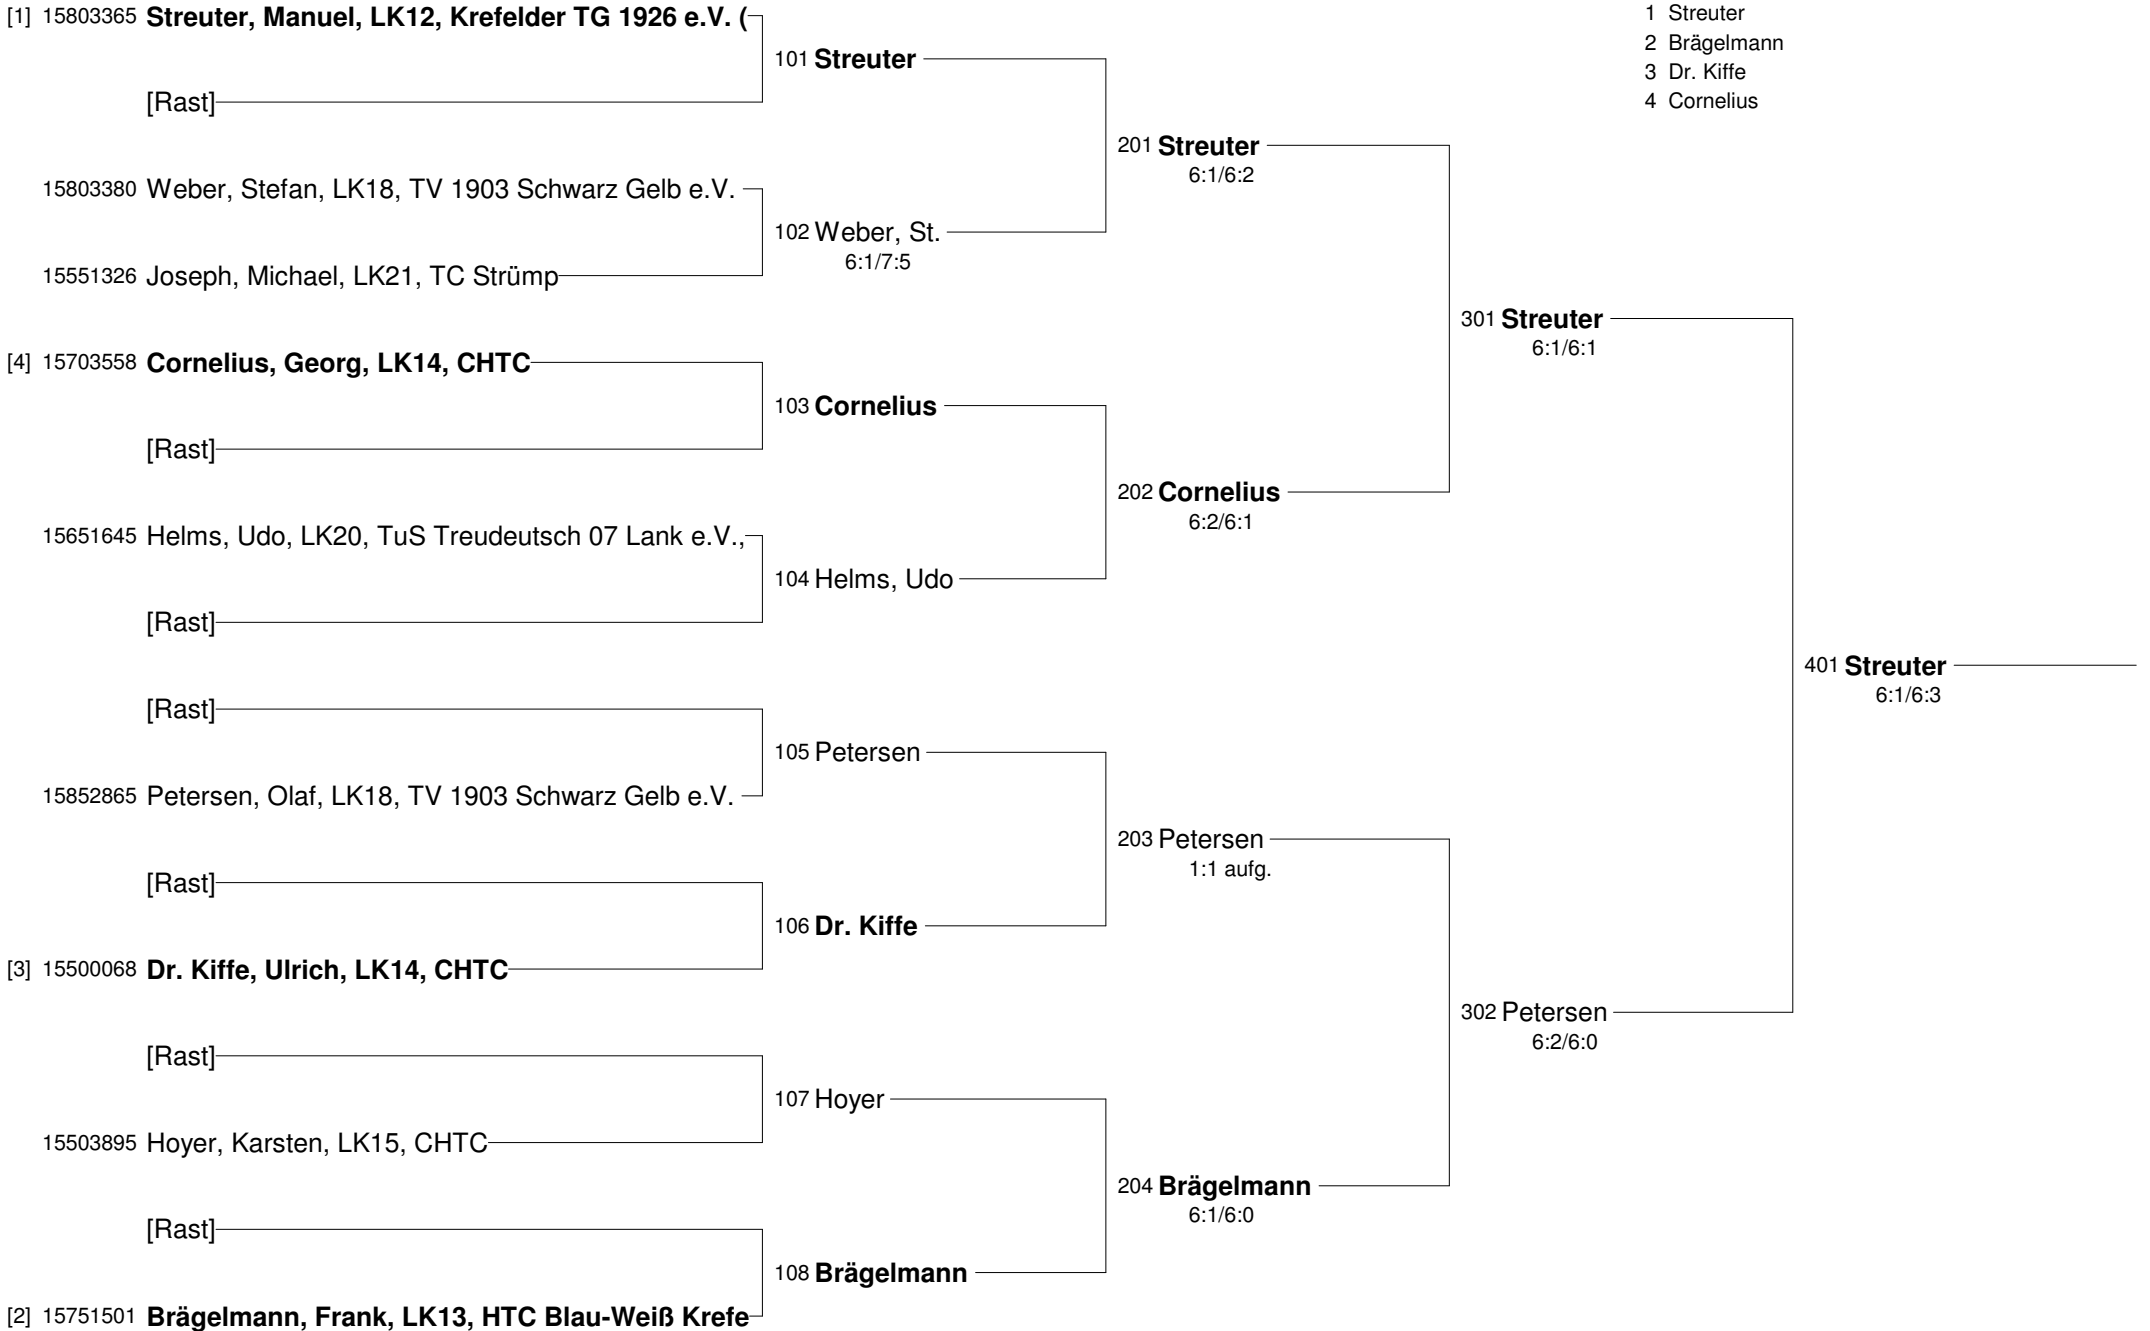 [1] 15803365 Streuter, Manuel, LK12, Krefelder TG 1926 e.V. (
1 Streuter
2 Brägelmann
3 Dr. Kiffe
4 Cornelius
101 Streuter
[Rast]
201 Streuter
6:1/6:2
15803380 Weber, Stefan, LK18, TV 1903 Schwarz Gelb e.V.
102 Weber, St.
6:1/7:5
15551326 Joseph, Michael, LK21, TC Strümp
301 Streuter
6:1/6:1
[4] 15703558 Cornelius, Georg, LK14, CHTC
103 Cornelius
[Rast]
202 Cornelius
6:2/6:1
15651645 Helms, Udo, LK20, TuS Treudeutsch 07 Lank e.V.,
104 Helms, Udo
[Rast]
401 Streuter
6:1/6:3
[Rast]
105 Petersen
15852865 Petersen, Olaf, LK18, TV 1903 Schwarz Gelb e.V.
203 Petersen
1:1 aufg.
[Rast]
106 Dr. Kiffe
[3] 15500068 Dr. Kiffe, Ulrich, LK14, CHTC
302 Petersen
6:2/6:0
[Rast]
107 Hoyer
15503895 Hoyer, Karsten, LK15, CHTC
204 Brägelmann
6:1/6:0
[Rast]
108 Brägelmann
[2] 15751501 Brägelmann, Frank, LK13, HTC Blau-Weiß Krefe